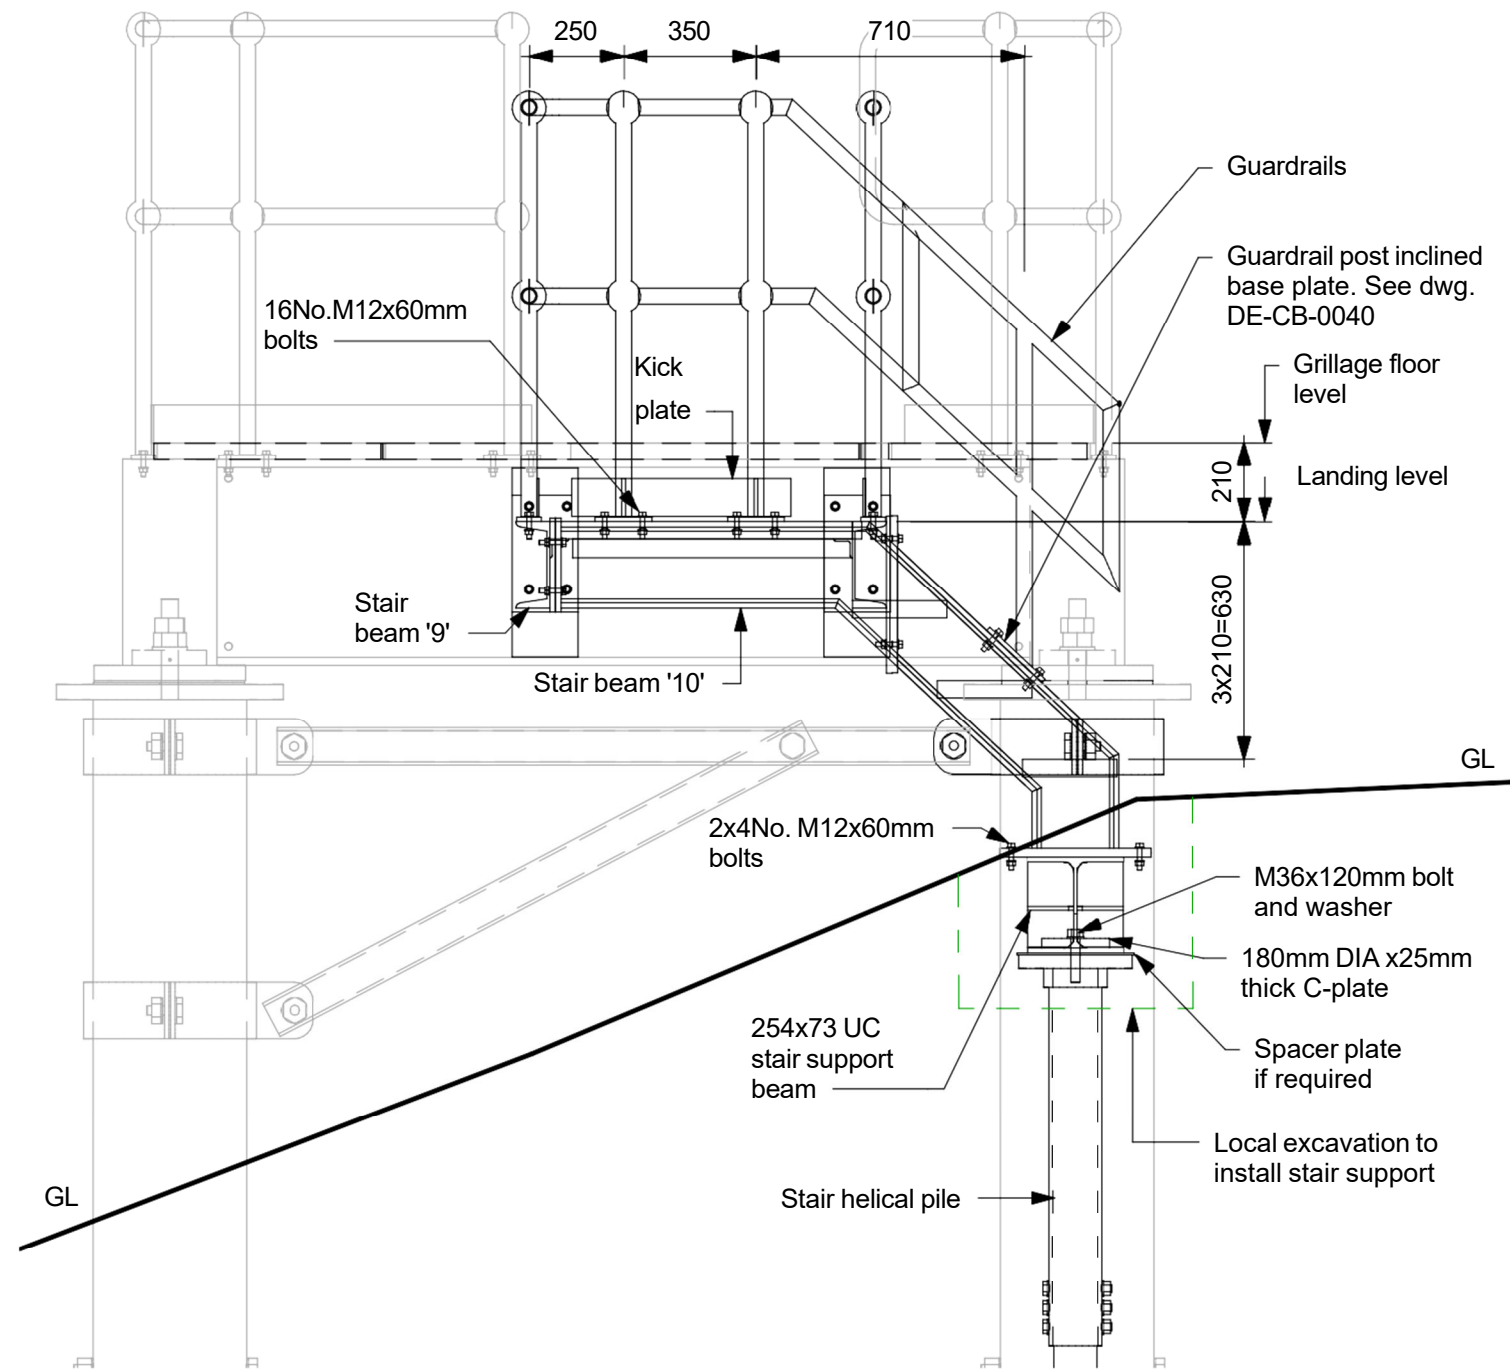 250
350
710
Guardrails
Guardrail post inclined
base plate. See dwg.
DE-CB-0040
16No.M12x60mm
bolts
Kick
plate
Grillage floor
level
210
Landing level
3x210=630
Stair
beam '9'
Stair beam '10'
GL
2x4No. M12x60mm
bolts
M36x120mm bolt
and washer
180mm DIA x25mm
thick C-plate
254x73 UC
stair support
beam
Spacer plate
if required
Local excavation to
install stair support
GL
Stair helical pile